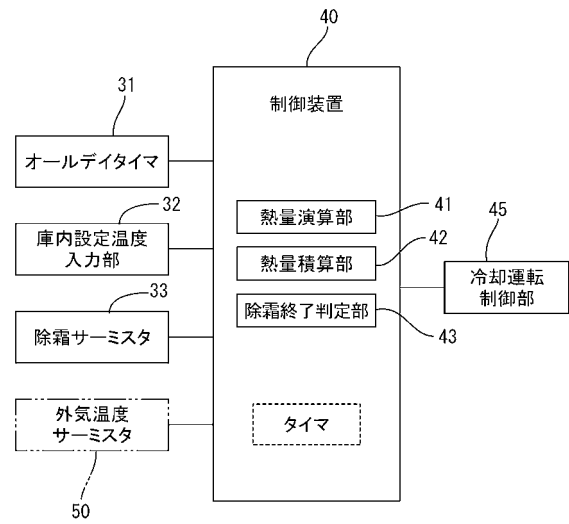 40
制御装置
31
オールデイタイマ
32
庫内設定温度
入力部
33
除霜サーミスタ
外気温度
サーミスタ
50
熱量演算部
41
熱量積算部
42
除霜終了判定部
43
タイマ
45
冷却運転
制御部